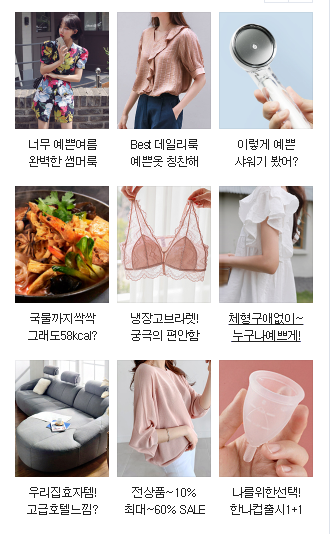 너무 예쁜여름
완벽한 썸머룩
Best 데일리룩
예쁜옷 칭찬해
이렇게 예쁜
샤워기 봤어?
국물까지싹싹
그래도58kcal?
냉장고브라렛!
궁극의 편안함
체형구애없이~
누구나예쁘게!
우리집효자템!
고급호텔느낌?
전상품~10%
최대~60% SALE
나를위한선택!
한나컵출시1+1